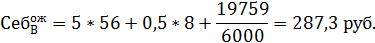 Себ_В^ож = 5 * 56 + 0,5 * 8 + 19759/6000 = 287,3 руб.